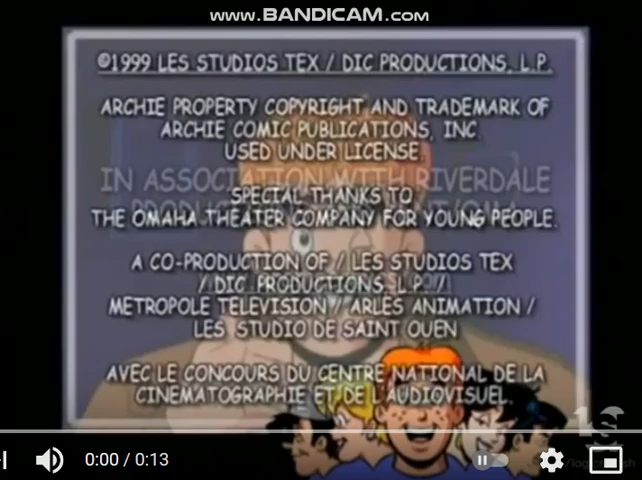 www.BANDICAM.com
©1999 LES STUDIOS TEX / DIC PRODUCTIONS, L.P.
ARCHIE PROPERTY COPYRIGHT AND TRADEMARK OF
ARCHIE COMIC PUBLICATIONS, INC.
USED UNDER LICENSE.
IN ASSOCIATION WITH RIVERDALE
SPECIAL THANKS TO
THE OMAHA THEATER COMPANY FOR YOUNG PEOPLE.
A CO-PRODUCTION OF / LES STUDIOS TEX
/ DIC PRODUCTIONS, L.P. /
METROPOLE TELEVISION / ARLES ANIMATION /
LES STUDIO DE SAINT OUEN
AVEC LE CONCOURS DU CENTRE NATIONAL DE LA
CINEMATOGRAPHIE ET DE L'AUDIOVISUEL.
0:00 / 0:13